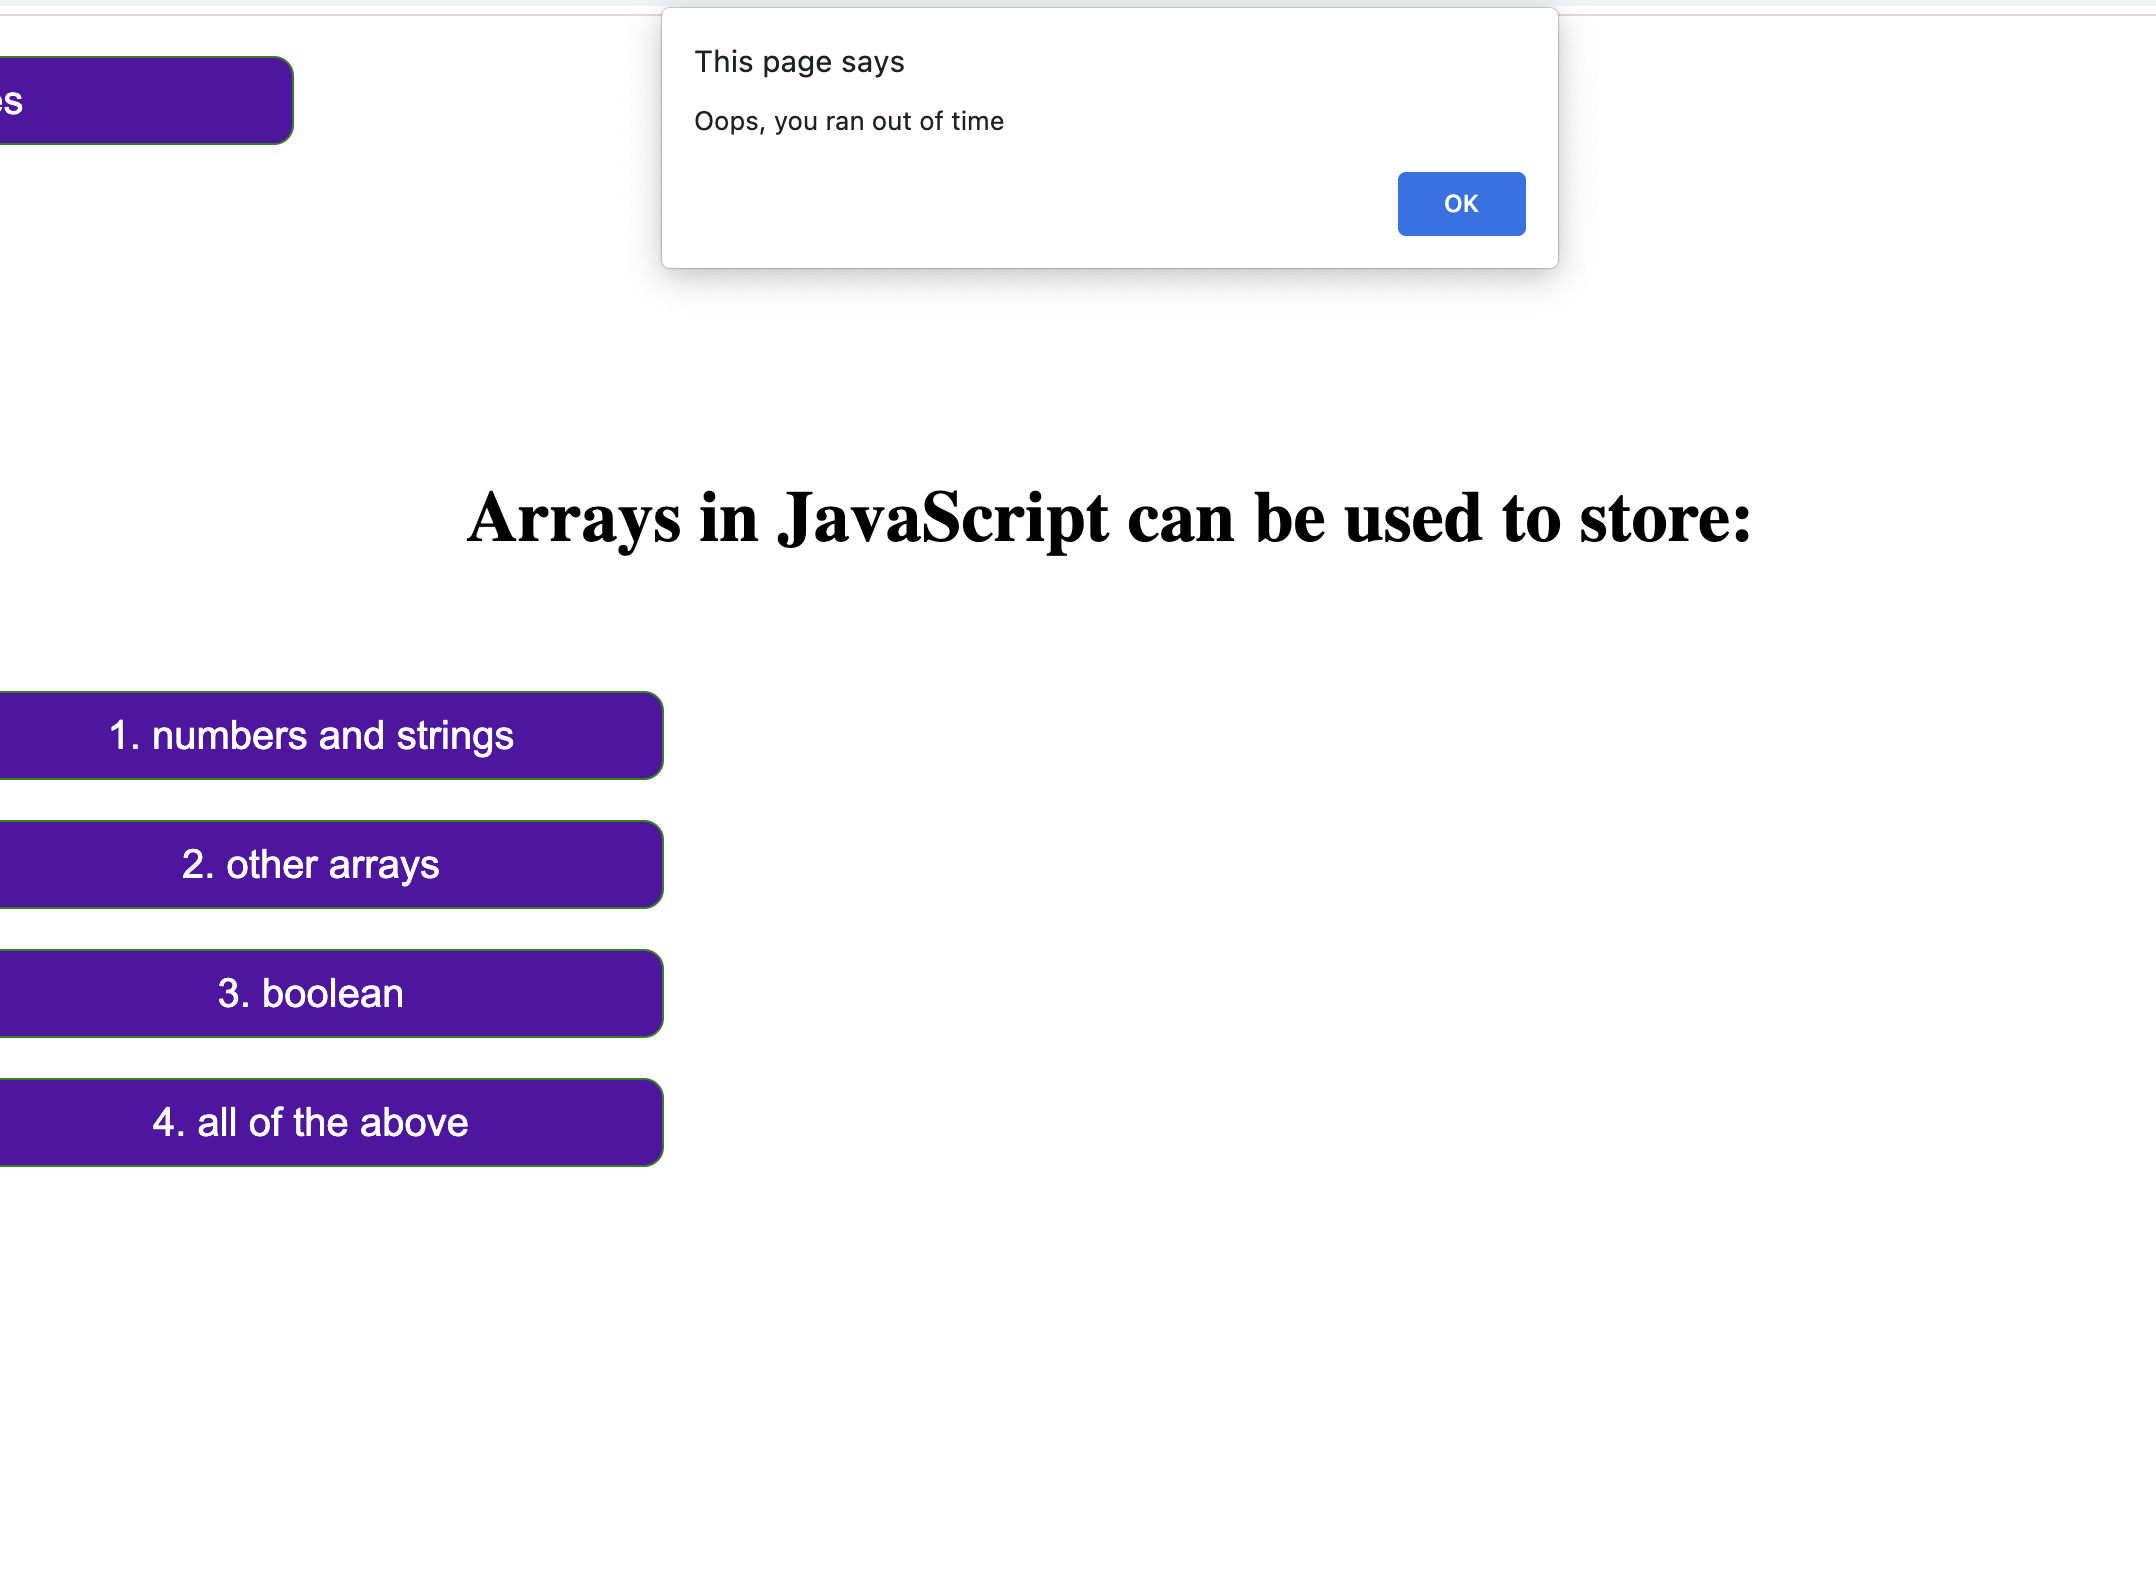 This page says
Oops, you ran out of time
OK
es
Arrays in JavaScript can be used to store:
1. numbers and strings
2. other arrays
3. boolean
4. all of the above